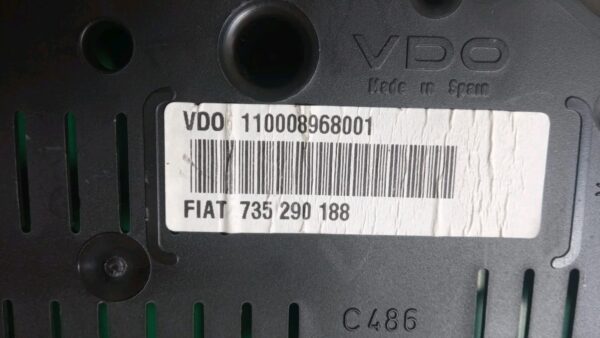 VDO
Made in Spain
VDO 110008968001
FIAT 735 290 188
C486